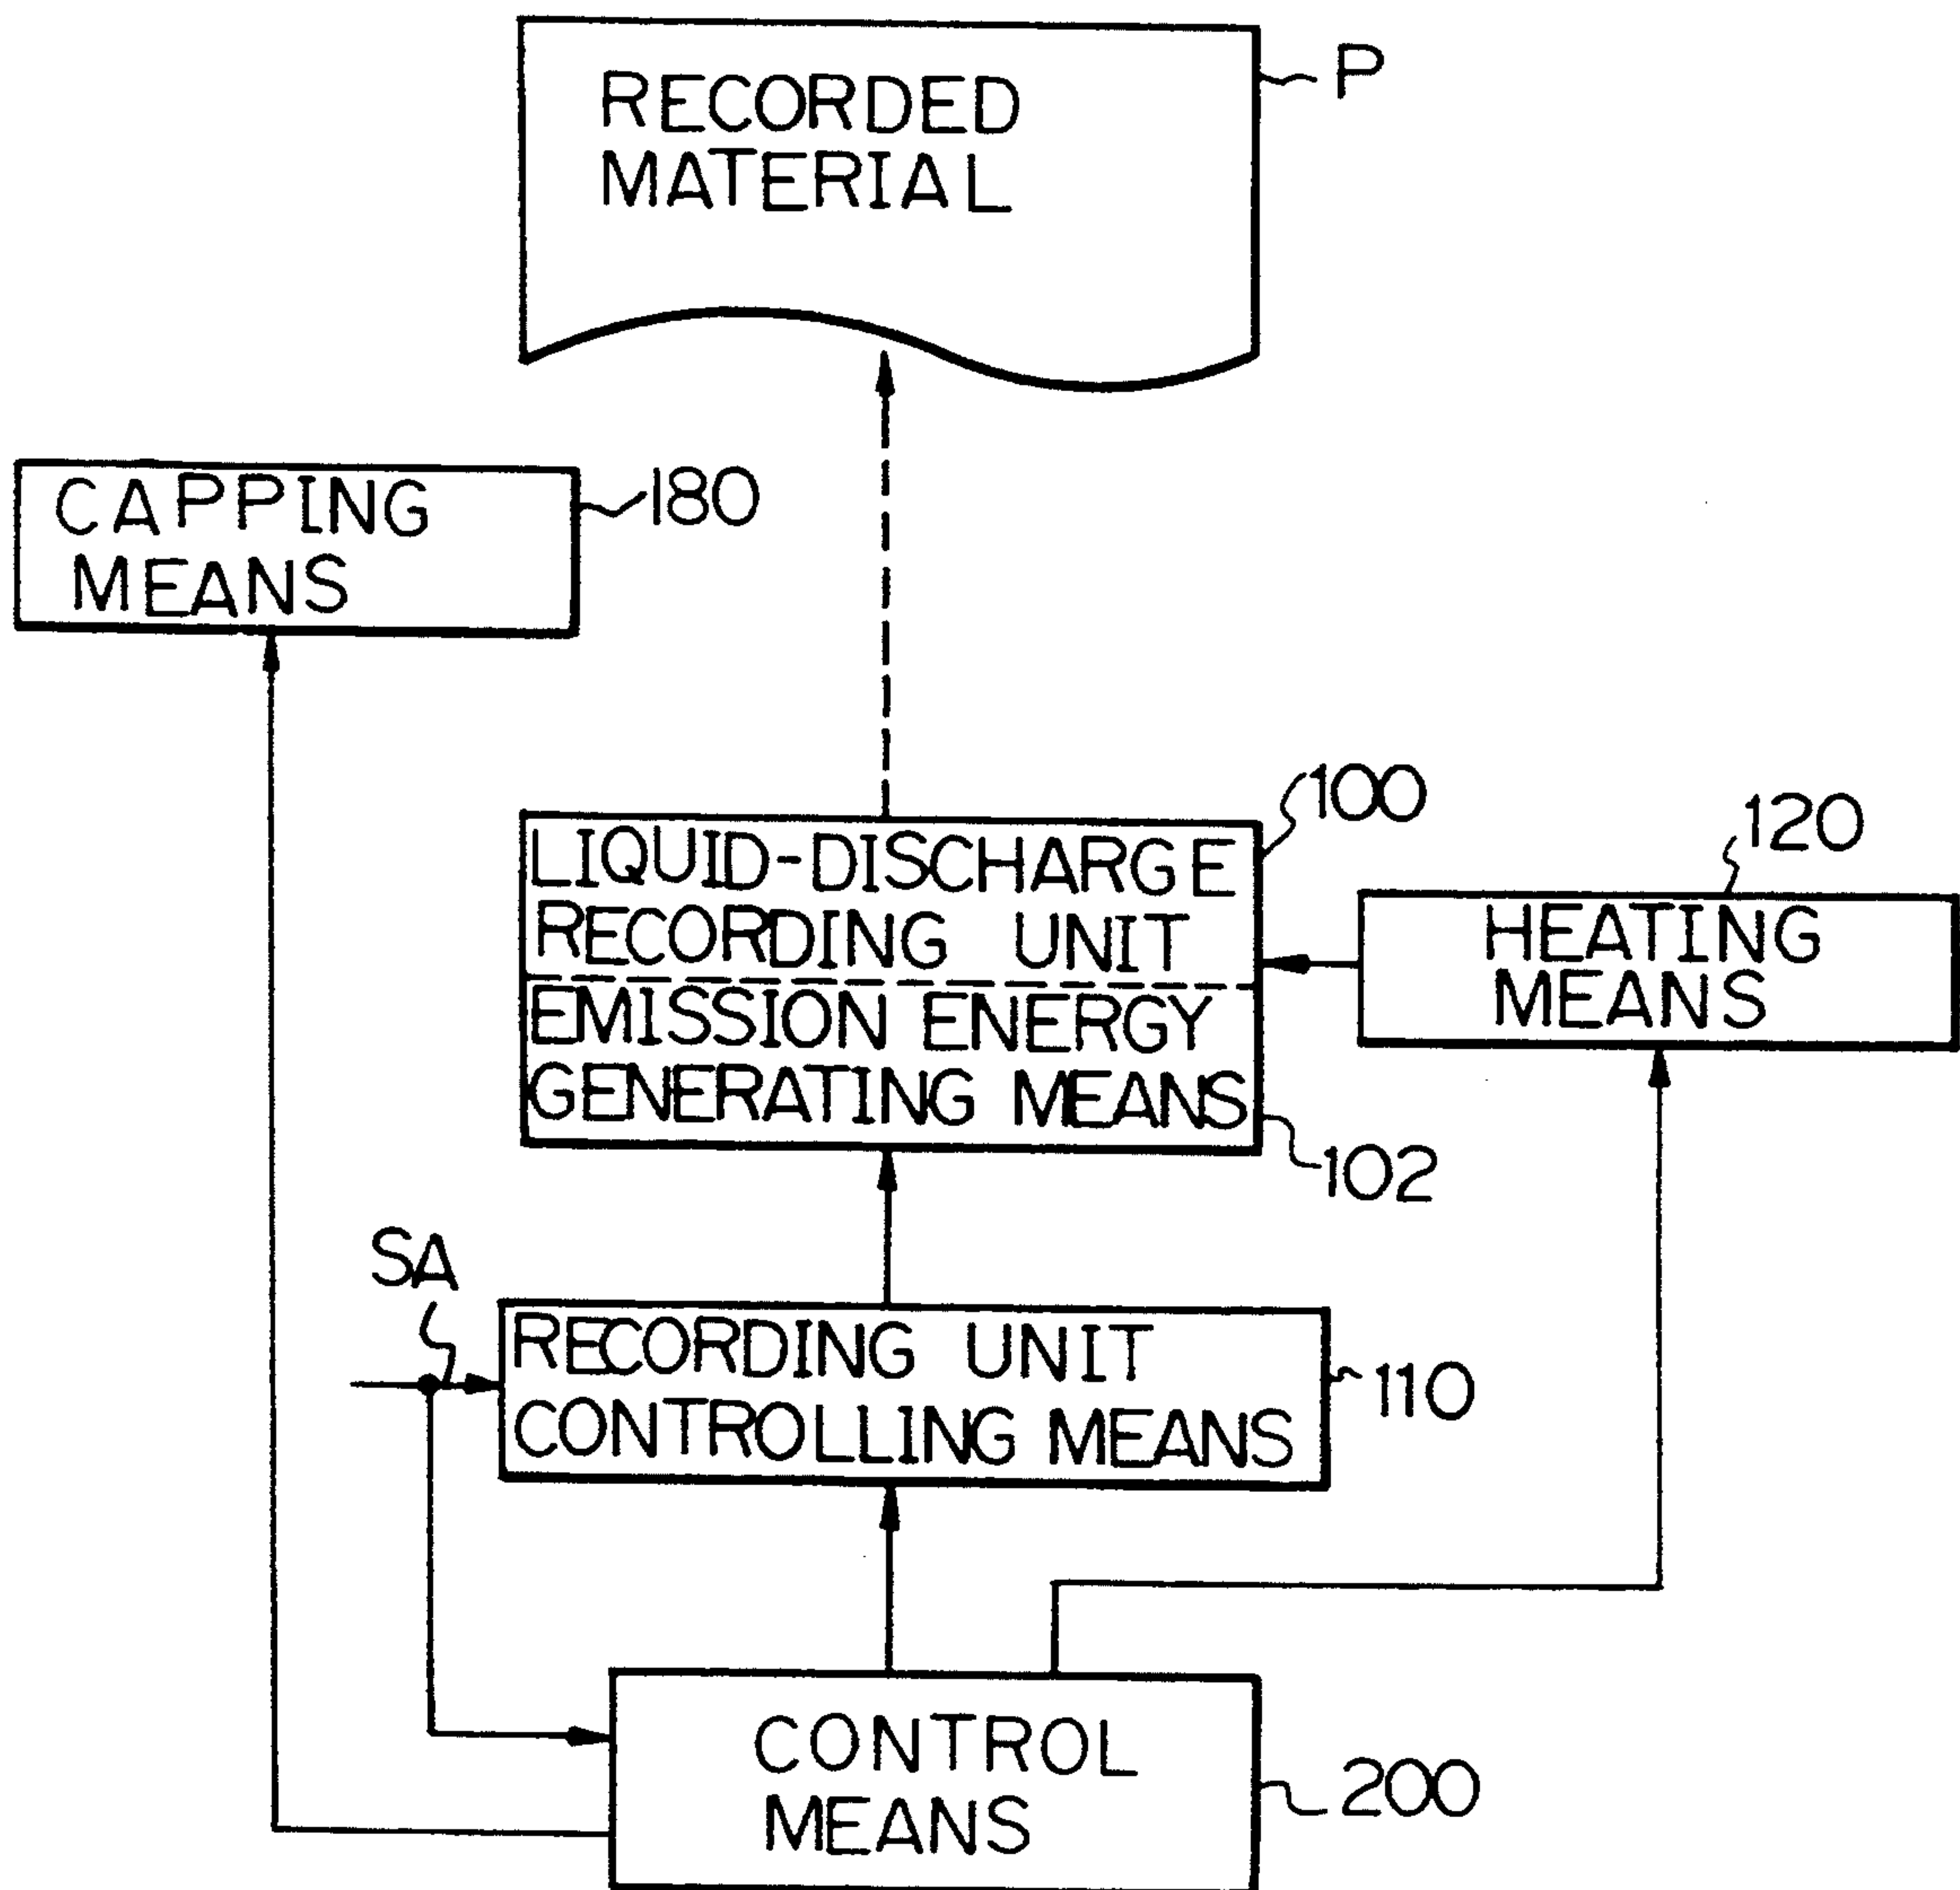 RECORDED
MATERIAL
P
CAPPING
MEANS
180
LIQUID-DISCHARGE
RECORDING UNIT
EMISSION ENERGY
GENERATING MEANS
100
102
HEATING
MEANS
120
SA
RECORDING UNIT
CONTROLLING MEANS
110
CONTROL
MEANS
200